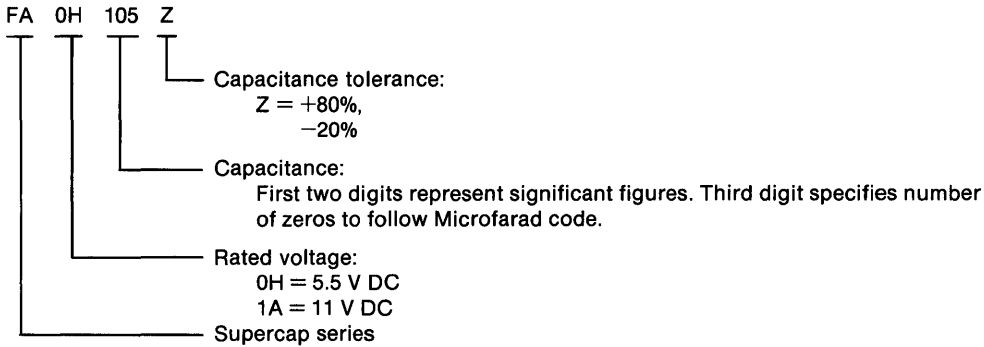 FA 0H 105 Z
Capacitance tolerance:
Z = +80%,
−20%
Capacitance:
First two digits represent significant figures. Third digit specifies number
of zeros to follow Microfarad code.
Rated voltage:
0H = 5.5 V DC
1A = 11 V DC
Supercap series